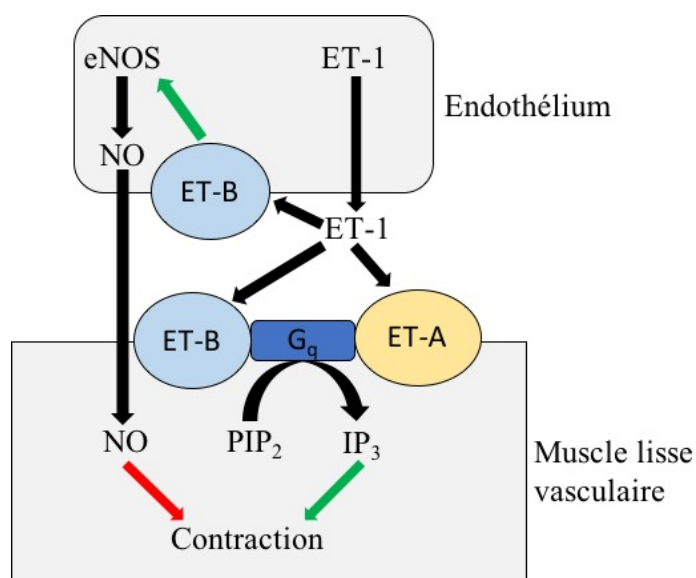 eNOS
ET-1
Endothélium
NO
ET-B
ET-1
ET-B
Gq
ET-A
NO
PIP₂
IP₃
Muscle lisse
vasculaire
Contraction